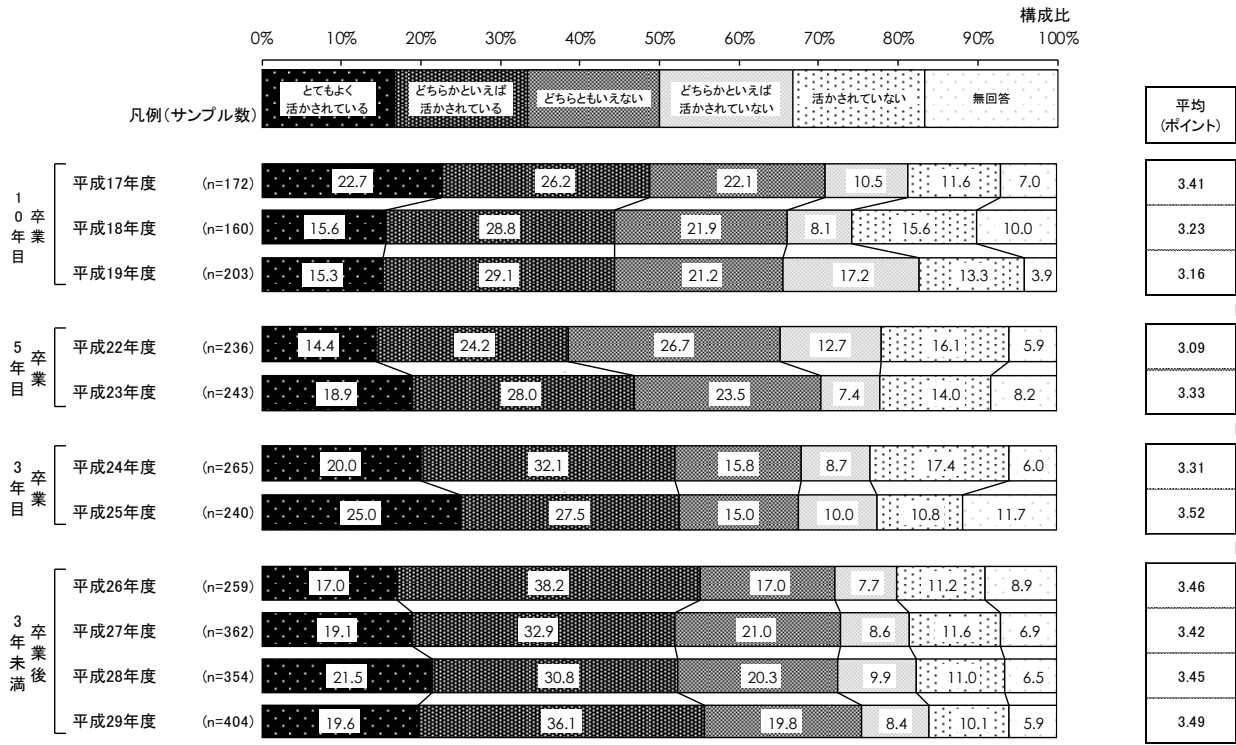 構成比
0% 10% 20% 30% 40% 50% 60% 70% 80% 90% 100%
凡例(サンプル数)
とてもよく
活かされている
どちらかといえば
活かされている
どちらともいえない
どちらかといえば
活かされていない
活かされていない
無回答
平均
(ポイント)
卒業
10年目
平成17年度 (n=172) 22.7 26.2 22.1 10.5 11.6 7.0 3.41
平成18年度 (n=160) 15.6 28.8 21.9 8.1 15.6 10.0 3.23
平成19年度 (n=203) 15.3 29.1 21.2 17.2 13.3 3.9 3.16
卒業
5年目
平成22年度 (n=236) 14.4 24.2 26.7 12.7 16.1 5.9 3.09
平成23年度 (n=243) 18.9 28.0 23.5 7.4 14.0 8.2 3.33
卒業
3年目
平成24年度 (n=265) 20.0 32.1 15.8 8.7 17.4 6.0 3.31
平成25年度 (n=240) 25.0 27.5 15.0 10.0 10.8 11.7 3.52
卒業後
3年未満
平成26年度 (n=259) 17.0 38.2 17.0 7.7 11.2 8.9 3.46
平成27年度 (n=362) 19.1 32.9 21.0 8.6 11.6 6.9 3.42
平成28年度 (n=354) 21.5 30.8 20.3 9.9 11.0 6.5 3.45
平成29年度 (n=404) 19.6 36.1 19.8 8.4 10.1 5.9 3.49